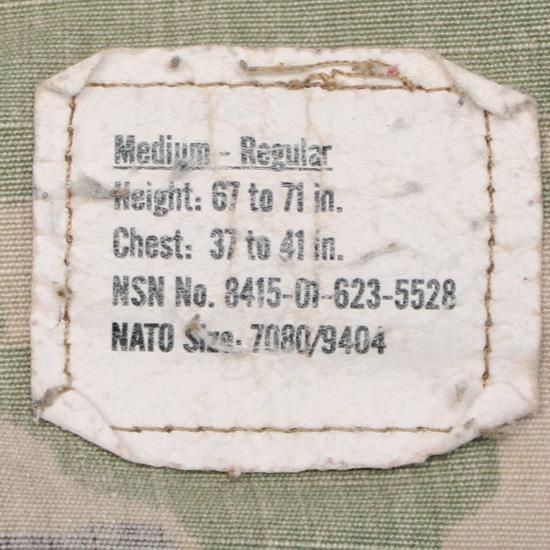 Medium - Regular
Height: 67 to 71 in.
Chest: 37 to 41 in.
NSN No. 8415-01-623-5528
NATO Size: 7080/9404